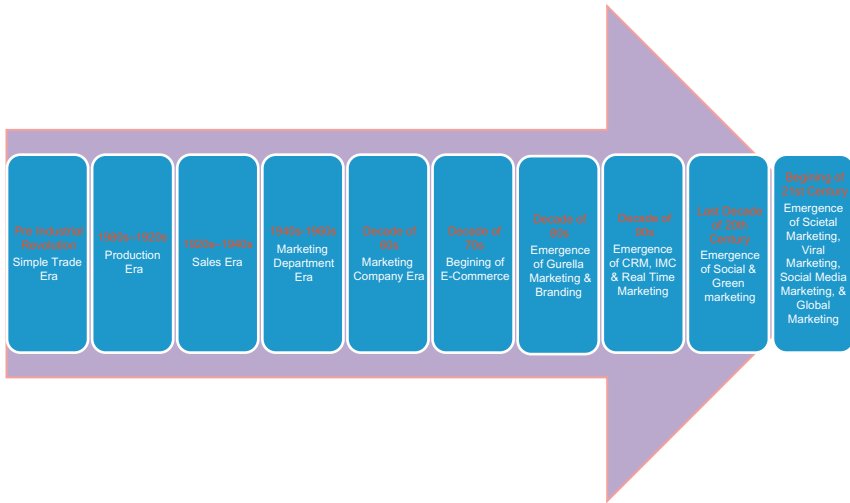 Pre Industrial
Revolution
Simple Trade
Era
Production
Era
1920s–1940s
Sales Era
1940s-1960s
Marketing
Department
Era
Decade of
60s
Marketing
Company Era
Decade of
70s
Begining of
E-Commerce
Decade of
80s
Emergence
of Gurella
Marketing &
Branding
Decade of
Emergence
of CRM, IMC
& Real Time
Marketing
Last Decade
of 20th
Century
Emergence
of Social &
Green
marketing
Begining of
21st Century
Emergence
of Scietal
Marketing,
Viral
Marketing,
Social Media
Marketing, &
Global
Marketing